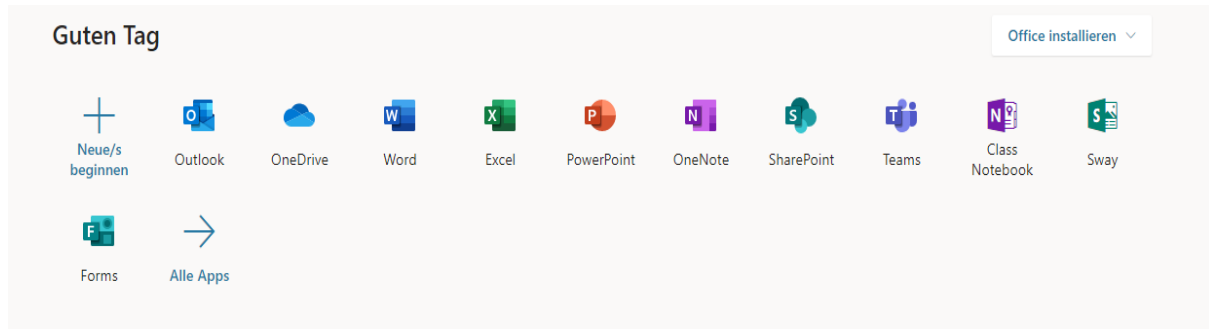 Guten Tag
Office installieren
Neue/s
beginnen
Outlook
OneDrive
Word
Excel
PowerPoint
OneNote
SharePoint
Teams
Class
Notebook
Sway
Forms
Alle Apps